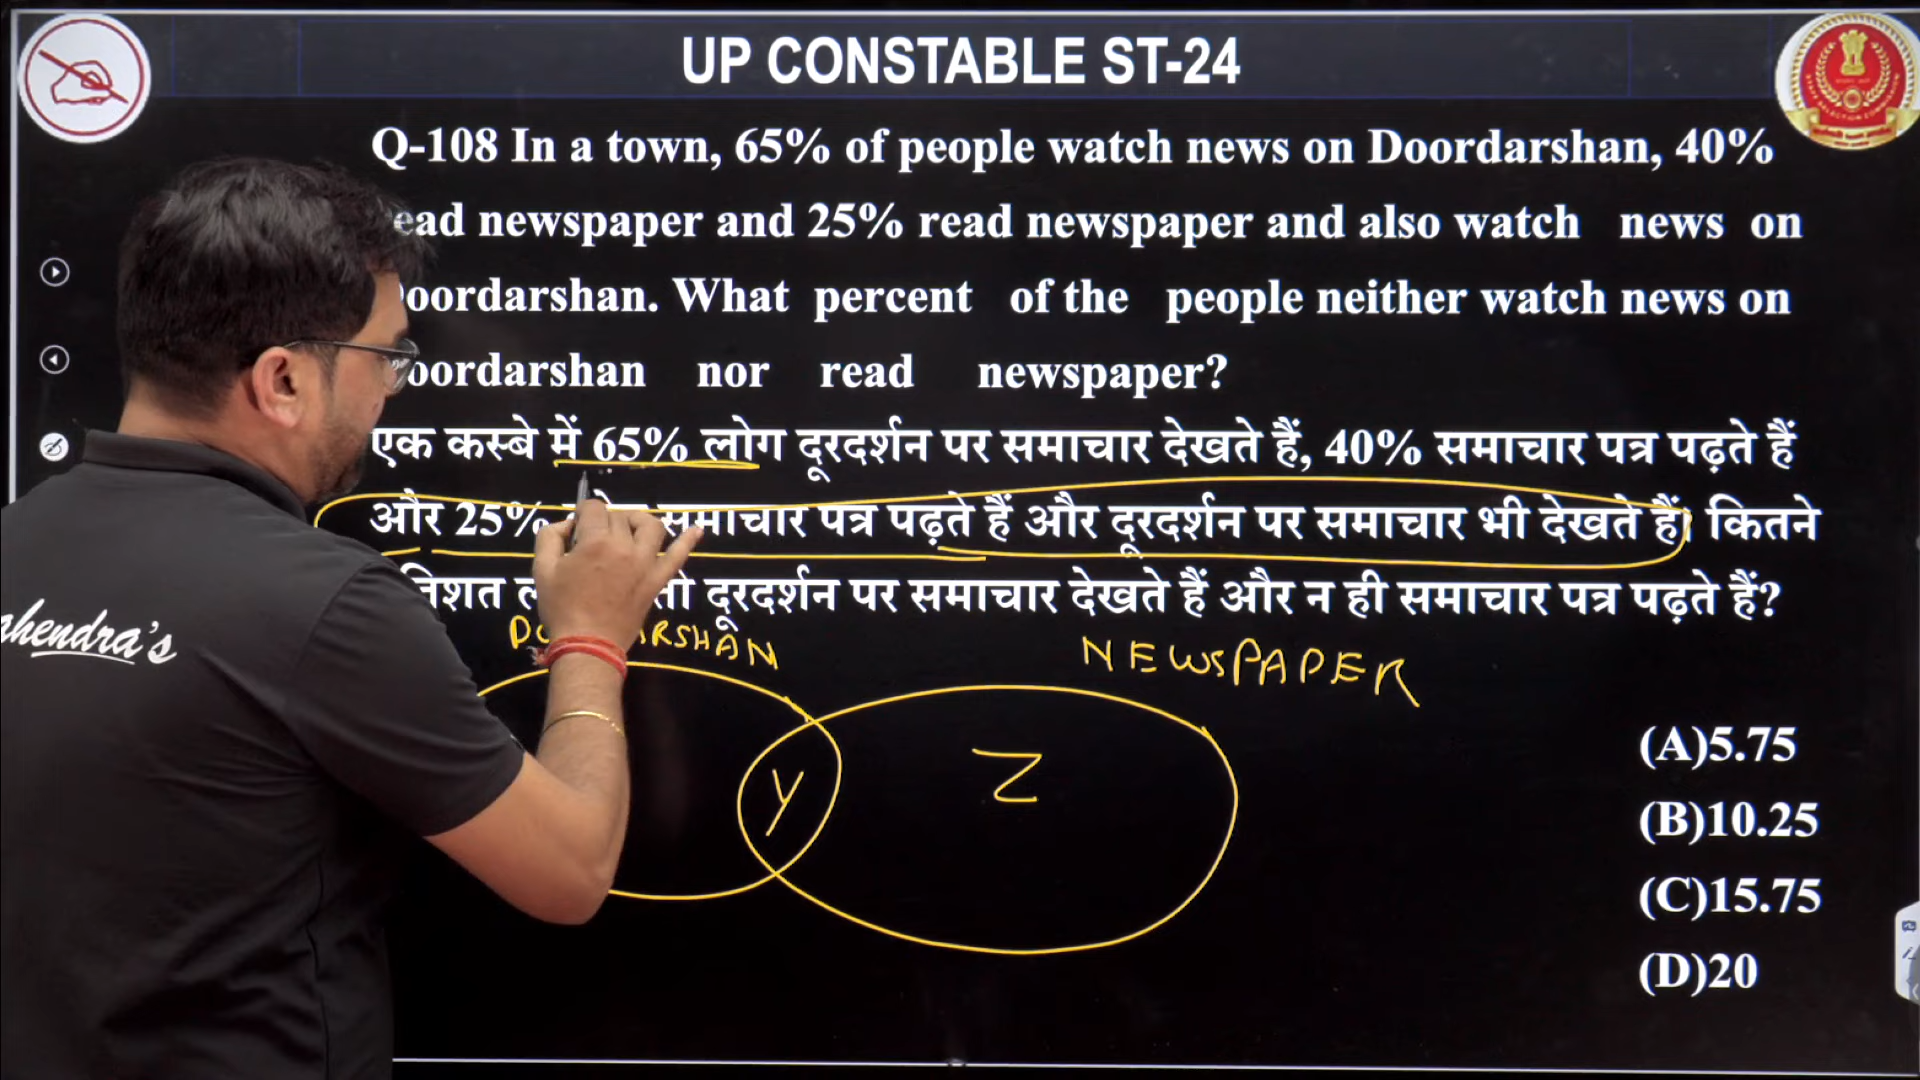 UP CONSTABLE ST-24
Q-108 In a town, 65% of people watch news on Doordarshan, 40%
ead newspaper and 25% read newspaper and also watch news on
oordarshan. What percent of the people neither watch news on
oordarshan nor read newspaper?
एक कस्बे में 65% लोग दूरदर्शन पर समाचार देखते हैं, 40% समाचार पत्र पढ़ते हैं
और 25% समाचार पत्र पढ़ते हैं और दूरदर्शन पर समाचार भी देखते हैं। कितने
दूरदर्शन पर समाचार देखते हैं और न ही समाचार पत्र पढ़ते हैं?
ahendra's
NEWSPAPER
Y
Z
(A)5.75
(B)10.25
(C)15.75
(D)20